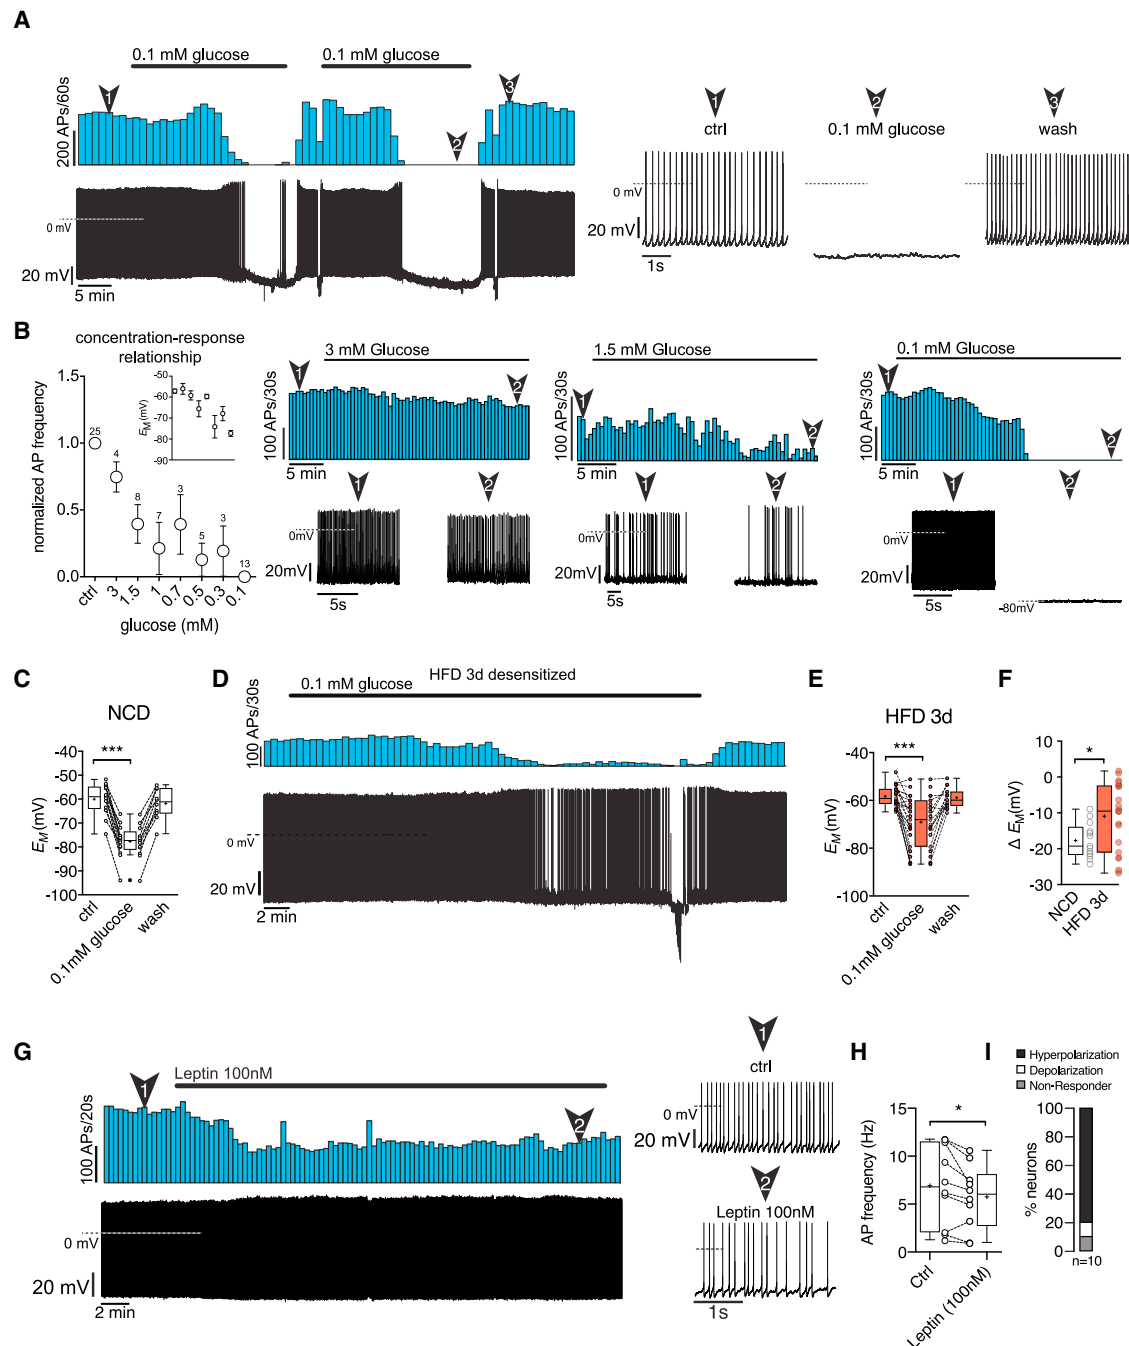 A
0.1 mM glucose
0.1 mM glucose
200 APs/60s
1
2
3
0 mV
20 mV
5 min
1
2
3
ctrl
0.1 mM glucose
wash
0 mV
20 mV
1s
B
concentration-response
relationship
normalized AP frequency
1.5
1.0
0.5
0.0
25
4
8
7
3
5
3
13
ctrl
3
1.5
1
0.7
0.5
0.3
0.1
glucose (mM)
EM (mV)
-50
-60
-70
-80
-90
3 mM Glucose
100 APs/30s
1
2
5 min
1
2
0mV
20mV
5s
1.5 mM Glucose
100 APs/30s
1
2
5 min
1
2
0mV
20mV
5s
0.1 mM Glucose
100 APs/30s
1
2
5 min
1
2
0mV
20mV
5s
-80mV
C
NCD
***
EM (mV)
-40
-50
-60
-70
-80
-90
-100
ctrl
0.1mM glucose
wash
D
HFD 3d desensitized
0.1 mM glucose
100 APs/30s
0 mV
20 mV
2 min
E
HFD 3d
***
EM (mV)
-40
-60
-80
-100
ctrl
0.1mM glucose
wash
F
*
Δ EM (mV)
10
0
-10
-20
-30
NCD
HFD 3d
G
Leptin 100nM
100 APs/20s
1
2
0 mV
20 mV
2 min
1
ctrl
0 mV
20 mV
2
Leptin 100nM
1s
H
*
AP frequency (Hz)
15
10
5
0
Ctrl
Leptin (100nM)
I
Hyperpolarization
Depolarization
Non-Responder
% neurons
100
80
60
40
20
0
n=10